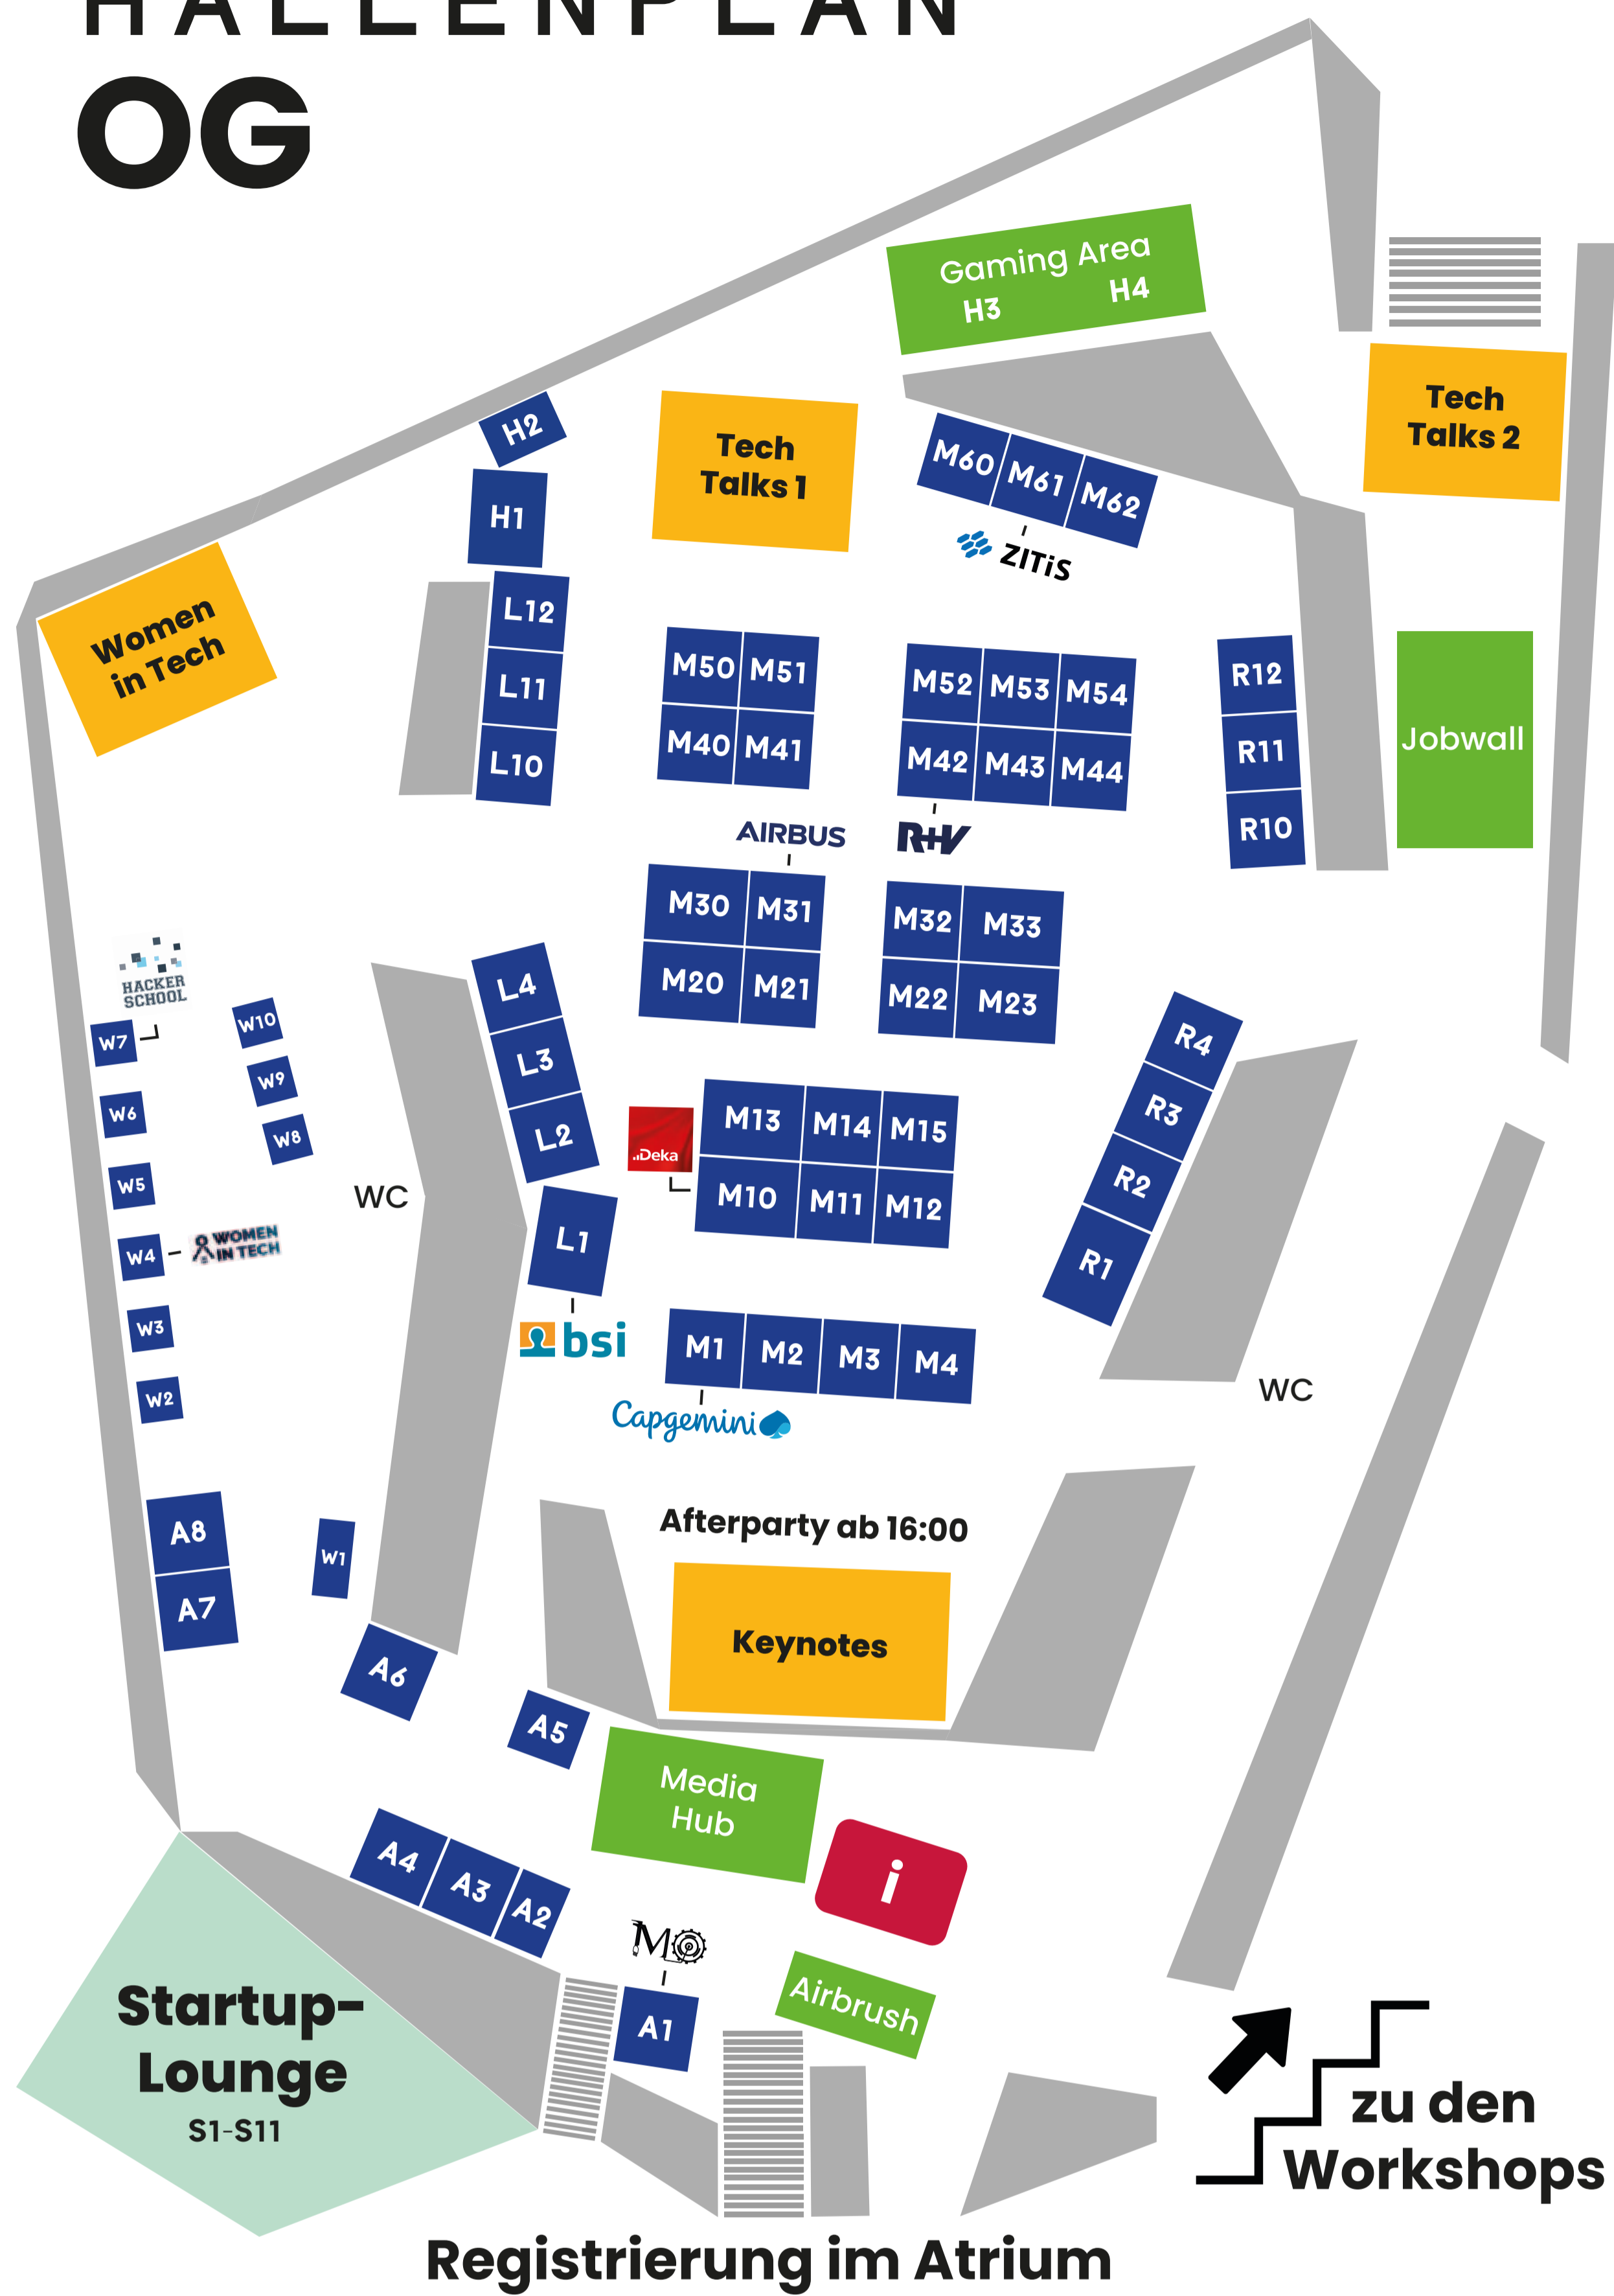 HALLENPLAN
OG
Gaming Area
H3 H4
Tech
Talks 2
Tech
Talks 1
H2
H1
M60 M61 M62
ZITiS
Women
in Tech
L12
L11
L10
M50 M51
M40 M41
M52 M53 M54
M42 M43 M44
R12
R11
R10
Jobwall
AIRBUS
R+V
M30 M31
M20 M21
M32 M33
M22 M23
HACKER
SCHOOL
W7
W6
W5
W4
WOMEN
IN TECH
W3
W2
W10
W9
W8
WC
L4
L3
L2
L1
bsi
Deka
M13 M14 M15
M10 M11 M12
R4
R3
R2
R1
M1 M2 M3 M4
Capgemini
WC
A8
A7
W1
A6
A5
Afterparty ab 16:00
Keynotes
Media
Hub
i
A4 A3 A2
M
A1
Airbrush
Startup-
Lounge
S1-S11
zu den
Workshops
Registrierung im Atrium